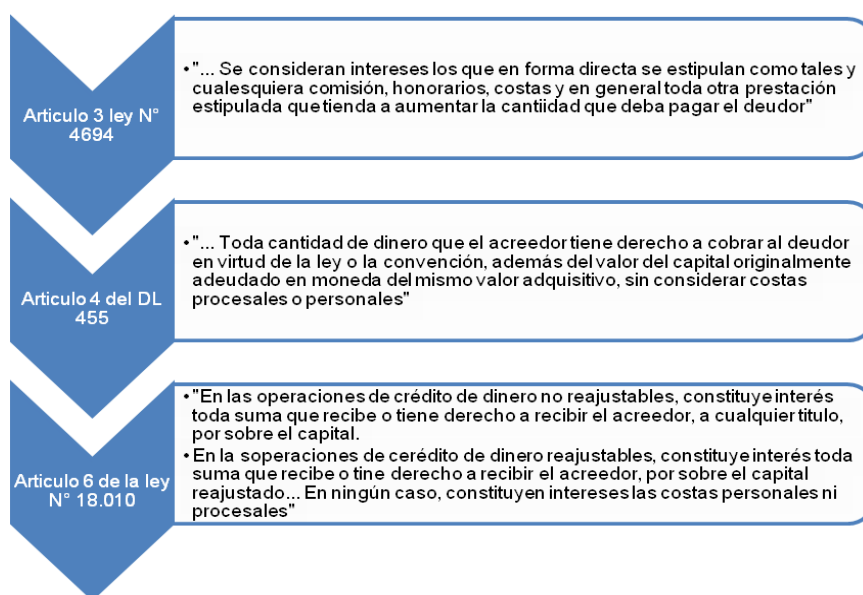 Articulo 3 ley N°
4694
•"... Se consideran intereses los que en forma directa se estipulan como tales y
cualesquiera comisión, honorarios, costas y en general toda otra prestación
estipulada que tienda a aumentar la cantiidad que deba pagar el deudor"
Articulo 4 del DL
455
•"... Toda cantidad de dinero que el acreedor tiene derecho a cobrar al deudor
en virtud de la ley o la convención, además del valor del capital originalmente
adeudado en moneda del mismo valor adquisitivo, sin considerar costas
procesales o personales"
Articulo 6 de la ley
N° 18.010
•"En las operaciones de crédito de dinero no reajustables, constituye interés
toda suma que recibe o tiene derecho a recibir el acreedor, a cualquier titulo,
por sobre el capital.
•En la soperaciones de cerédito de dinero reajustables, constituye interés toda
suma que recibe o tine derecho a recibir el acreedor, por sobre el capital
reajustado... En ningún caso, constituyen intereses las costas personales ni
procesales"